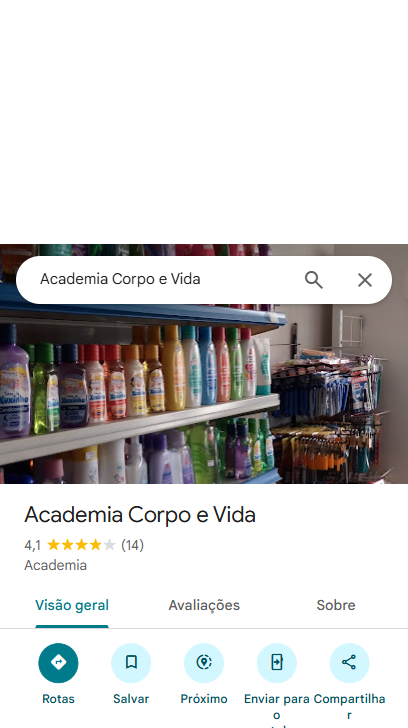 Academia Corpo e Vida
Academia Corpo e Vida
4,1 (14)
Academia
Visão geral Avaliações Sobre
Rotas Salvar Próximo Enviar para o Compartilhar